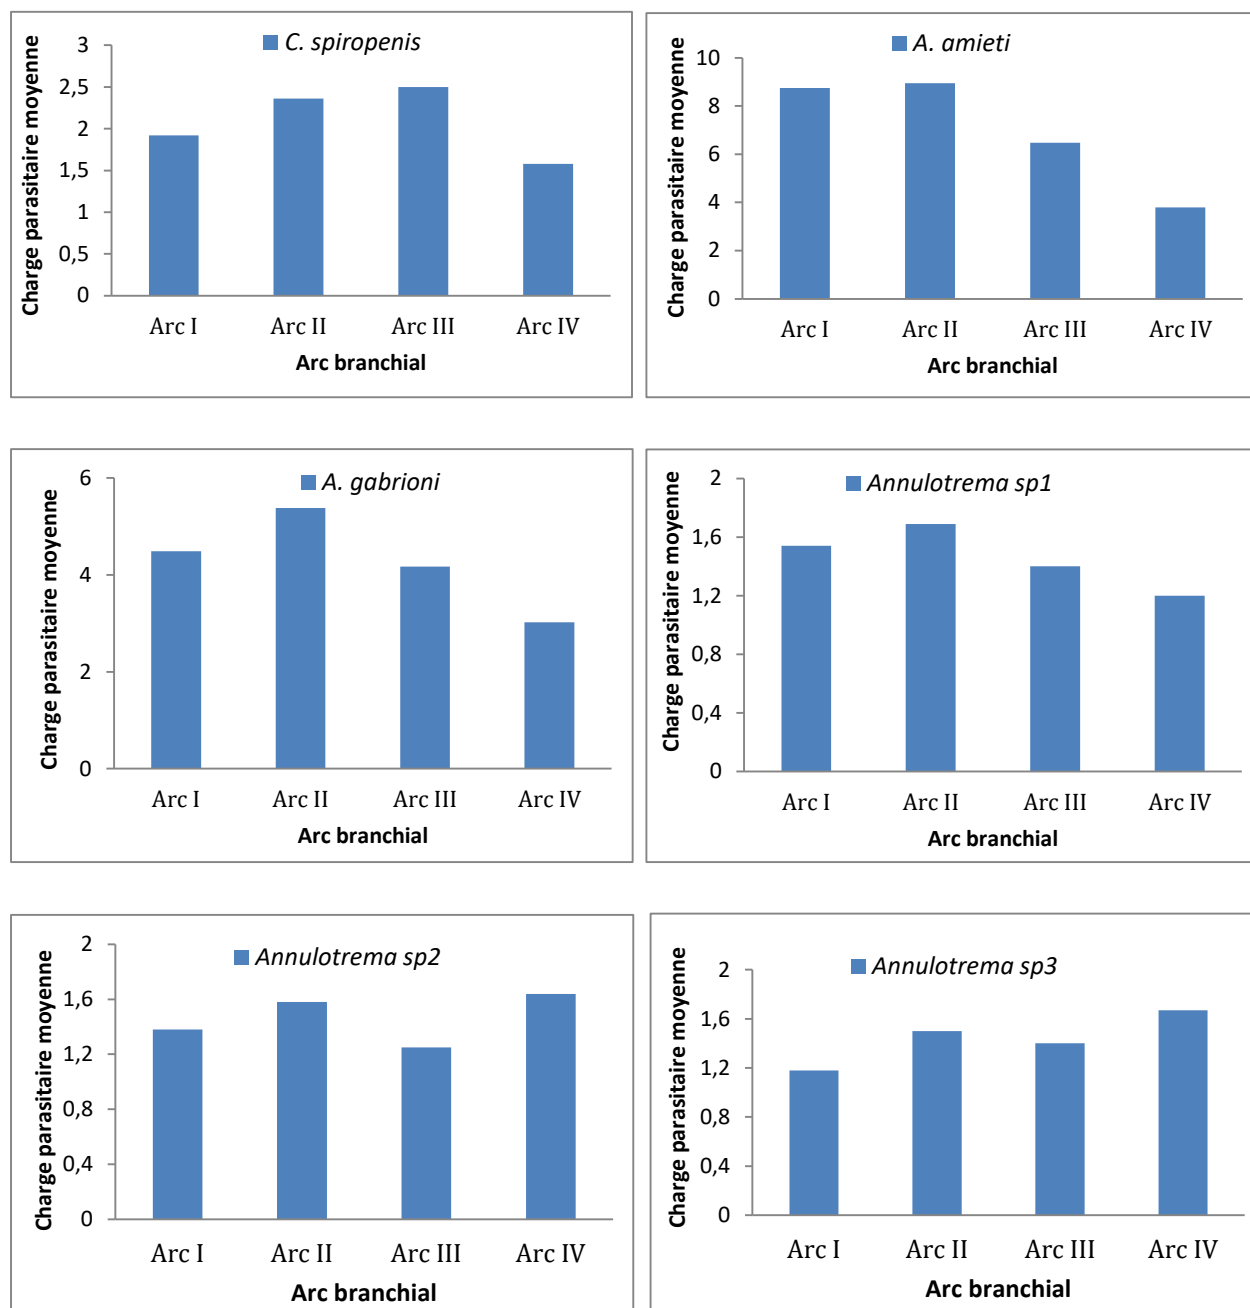 C. spiropenis
Charge parasitaire moyenne
3
2,5
2
1,5
1
0,5
0
Arc I Arc II Arc III Arc IV
Arc branchial
A. amieti
Charge parasitaire moyenne
10
8
6
4
2
0
Arc I Arc II Arc III Arc IV
Arc branchial
A. gabrioni
Charge parasitaire moyenne
6
4
2
0
Arc I Arc II Arc III Arc IV
Arc branchial
Annulotrema sp1
Charge parasitaire moyenne
2
1,6
1,2
0,8
0,4
0
Arc I Arc II Arc III Arc IV
Arc branchial
Annulotrema sp2
Charge parasitaire moyenne
2
1,6
1,2
0,8
0,4
0
Arc I Arc II Arc III Arc IV
Arc branchial
Annulotrema sp3
Charge parasitaire moyenne
2
1,6
1,2
0,8
0,4
0
Arc I Arc II Arc III Arc IV
Arc branchial